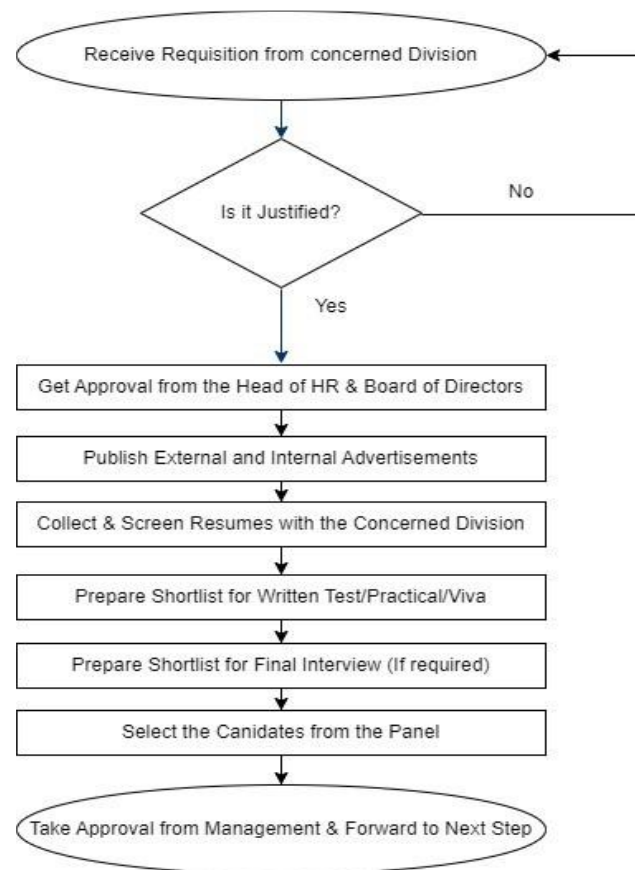 Receive Requisition from concerned Division
Is it Justified?
No
Yes
Get Approval from the Head of HR & Board of Directors
Publish External and Internal Advertisements
Collect & Screen Resumes with the Concerned Division
Prepare Shortlist for Written Test/Practical/Viva
Prepare Shortlist for Final Interview (If required)
Select the Canidates from the Panel
Take Approval from Management & Forward to Next Step